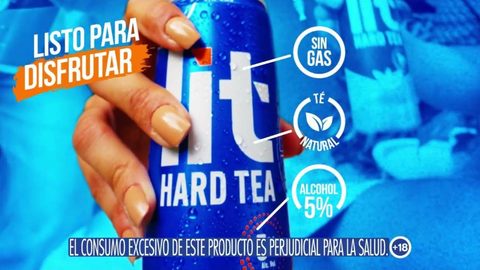 LISTO PARA
DISFRUTAR
SIN
GAS
lit
HARD TEA
TÉ
NATURAL
ALCOHOL
5%
EL CONSUMO EXCESIVO DE ESTE PRODUCTO ES PERJUDICIAL PARA LA SALUD. +18